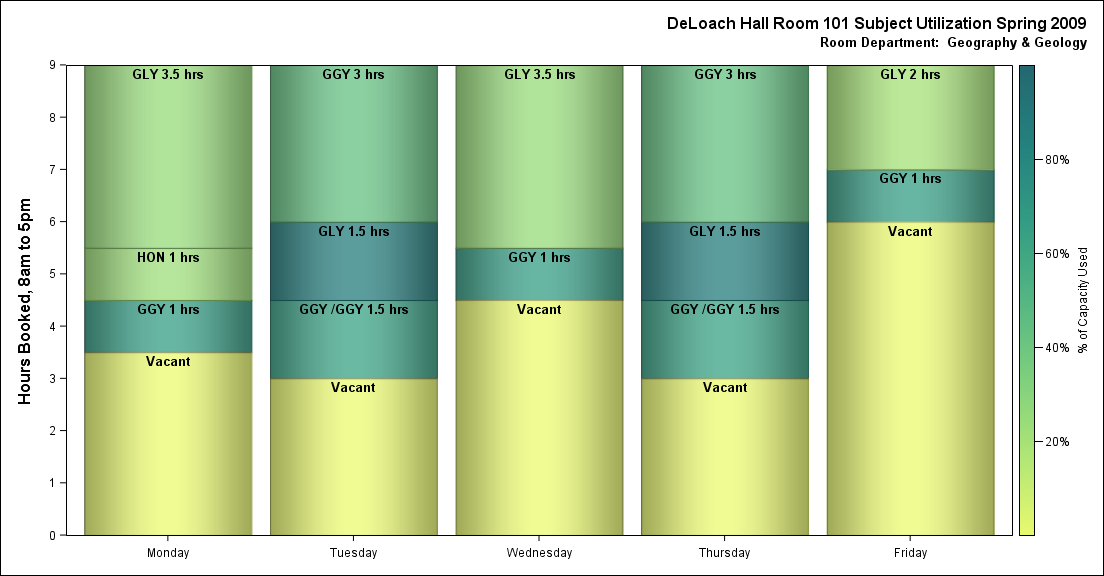 DeLoach Hall Room 101 Subject Utilization Spring 2009
Room Department: Geography & Geology
Hours Booked, 8am to 5pm
9
8
7
6
5
4
3
2
1
0
GLY 3.5 hrs
HON 1 hrs
GGY 1 hrs
Vacant
GGY 3 hrs
GLY 1.5 hrs
GGY /GGY 1.5 hrs
Vacant
GLY 3.5 hrs
GGY 1 hrs
Vacant
GGY 3 hrs
GLY 1.5 hrs
GGY /GGY 1.5 hrs
Vacant
GLY 2 hrs
GGY 1 hrs
Vacant
Monday
Tuesday
Wednesday
Thursday
Friday
80%
60%
40%
20%
% of Capacity Used